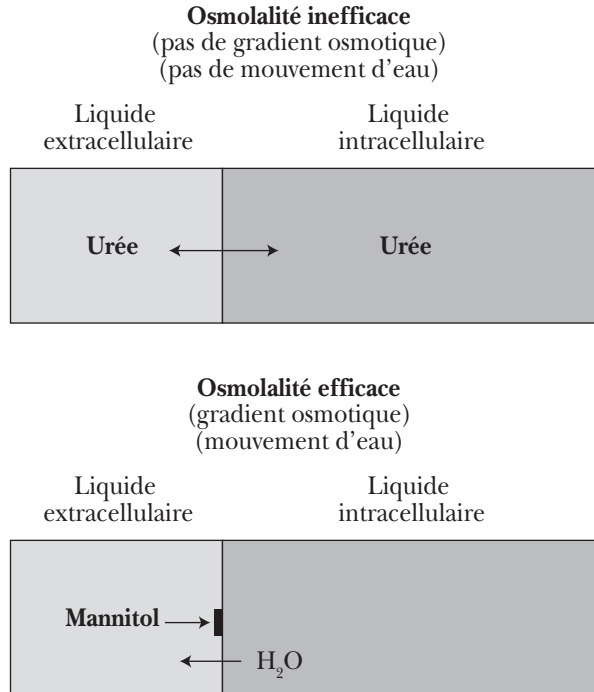 Osmolalité inefficace
(pas de gradient osmotique)
(pas de mouvement d’eau)
Liquide extracellulaire
Liquide intracellulaire
Urée
Urée
Osmolalité efficace
(gradient osmotique)
(mouvement d’eau)
Liquide extracellulaire
Liquide intracellulaire
Mannitol
H₂O